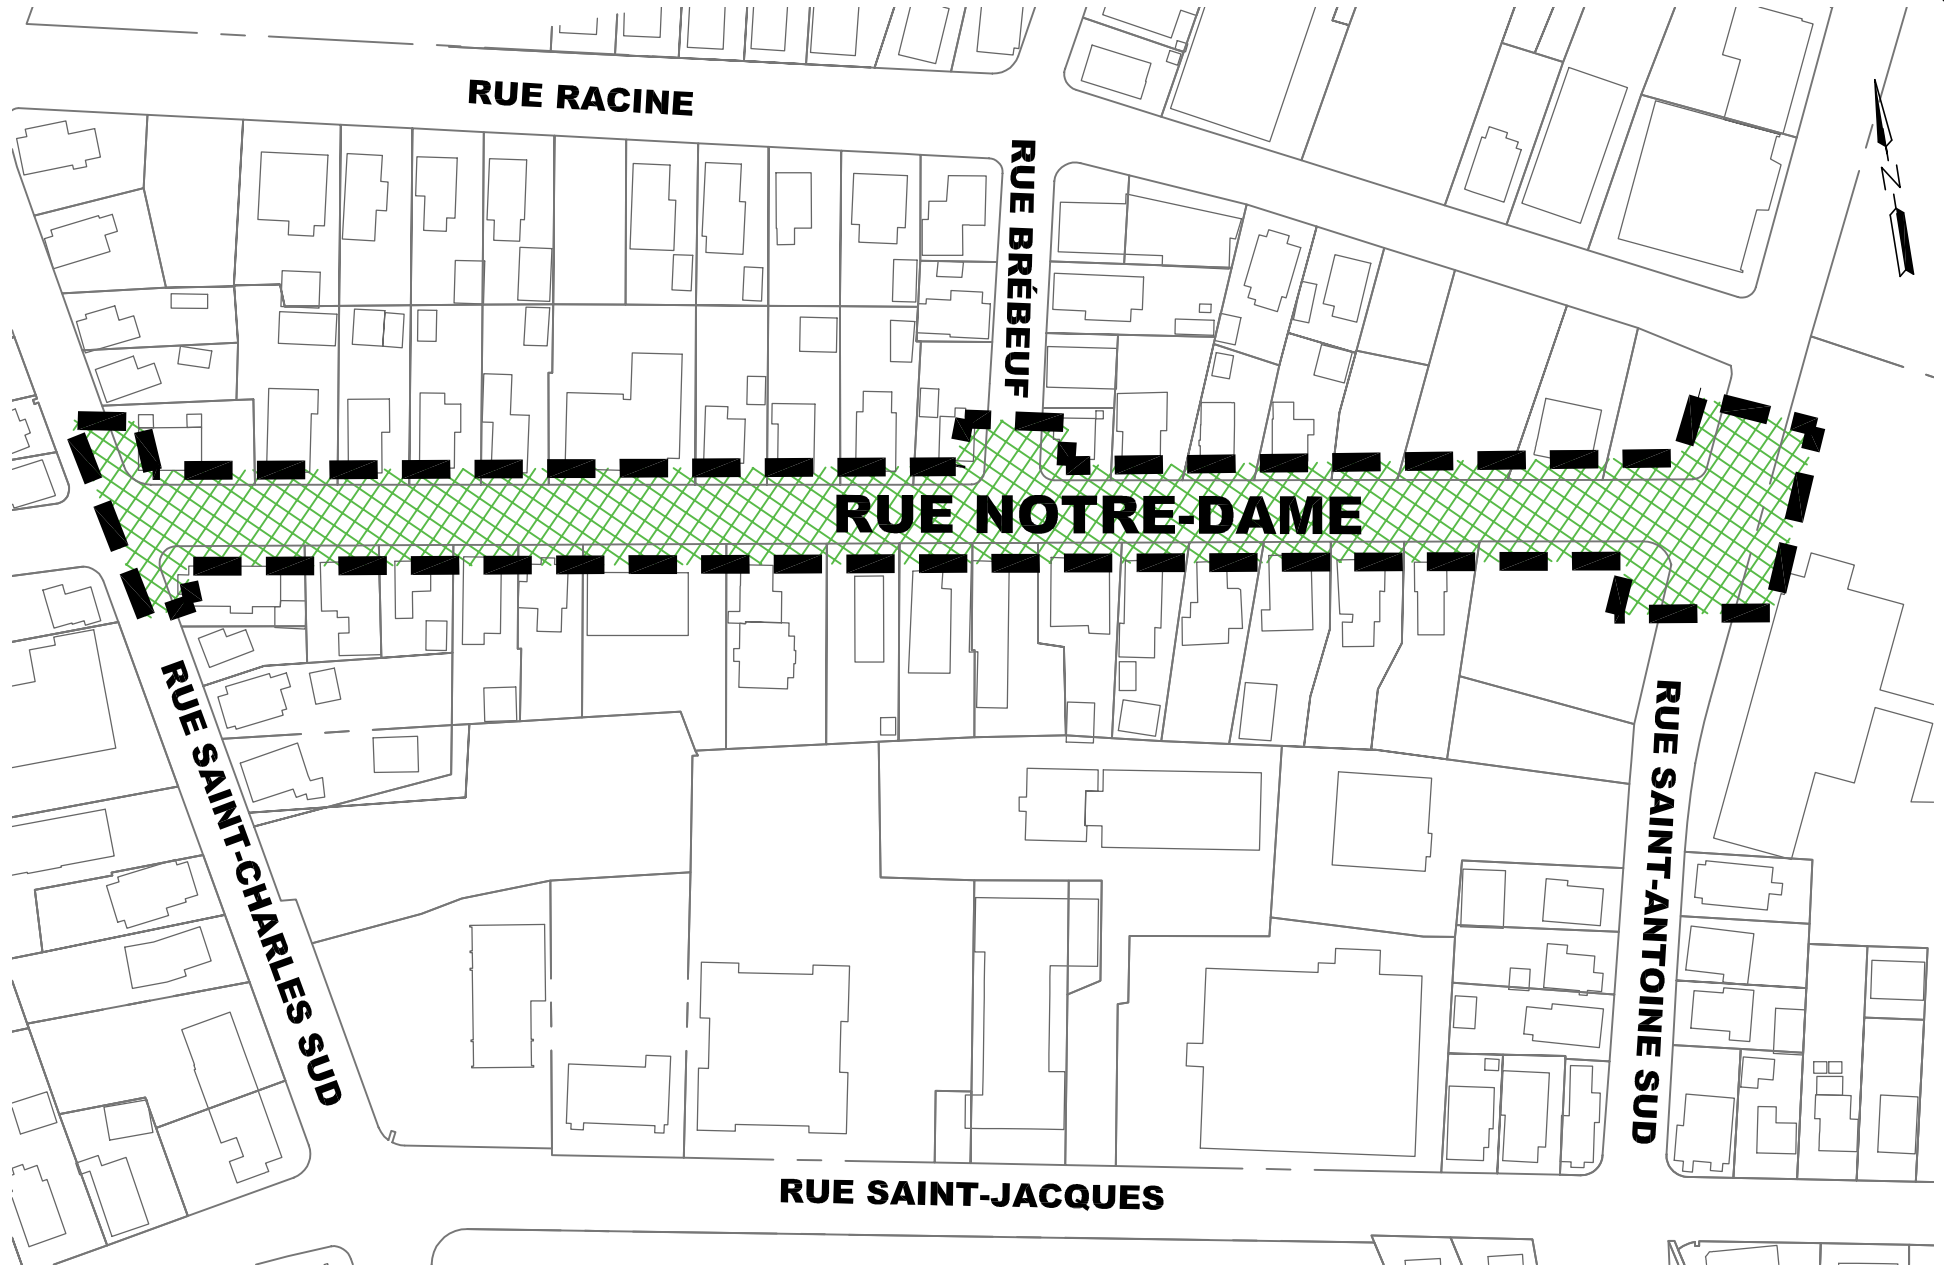 RUE RACINE
RUE BRÉBEUF
N
RUE NOTRE-DAME
RUE SAINT-CHARLES SUD
RUE SAINT-ANTOINE SUD
RUE SAINT-JACQUES